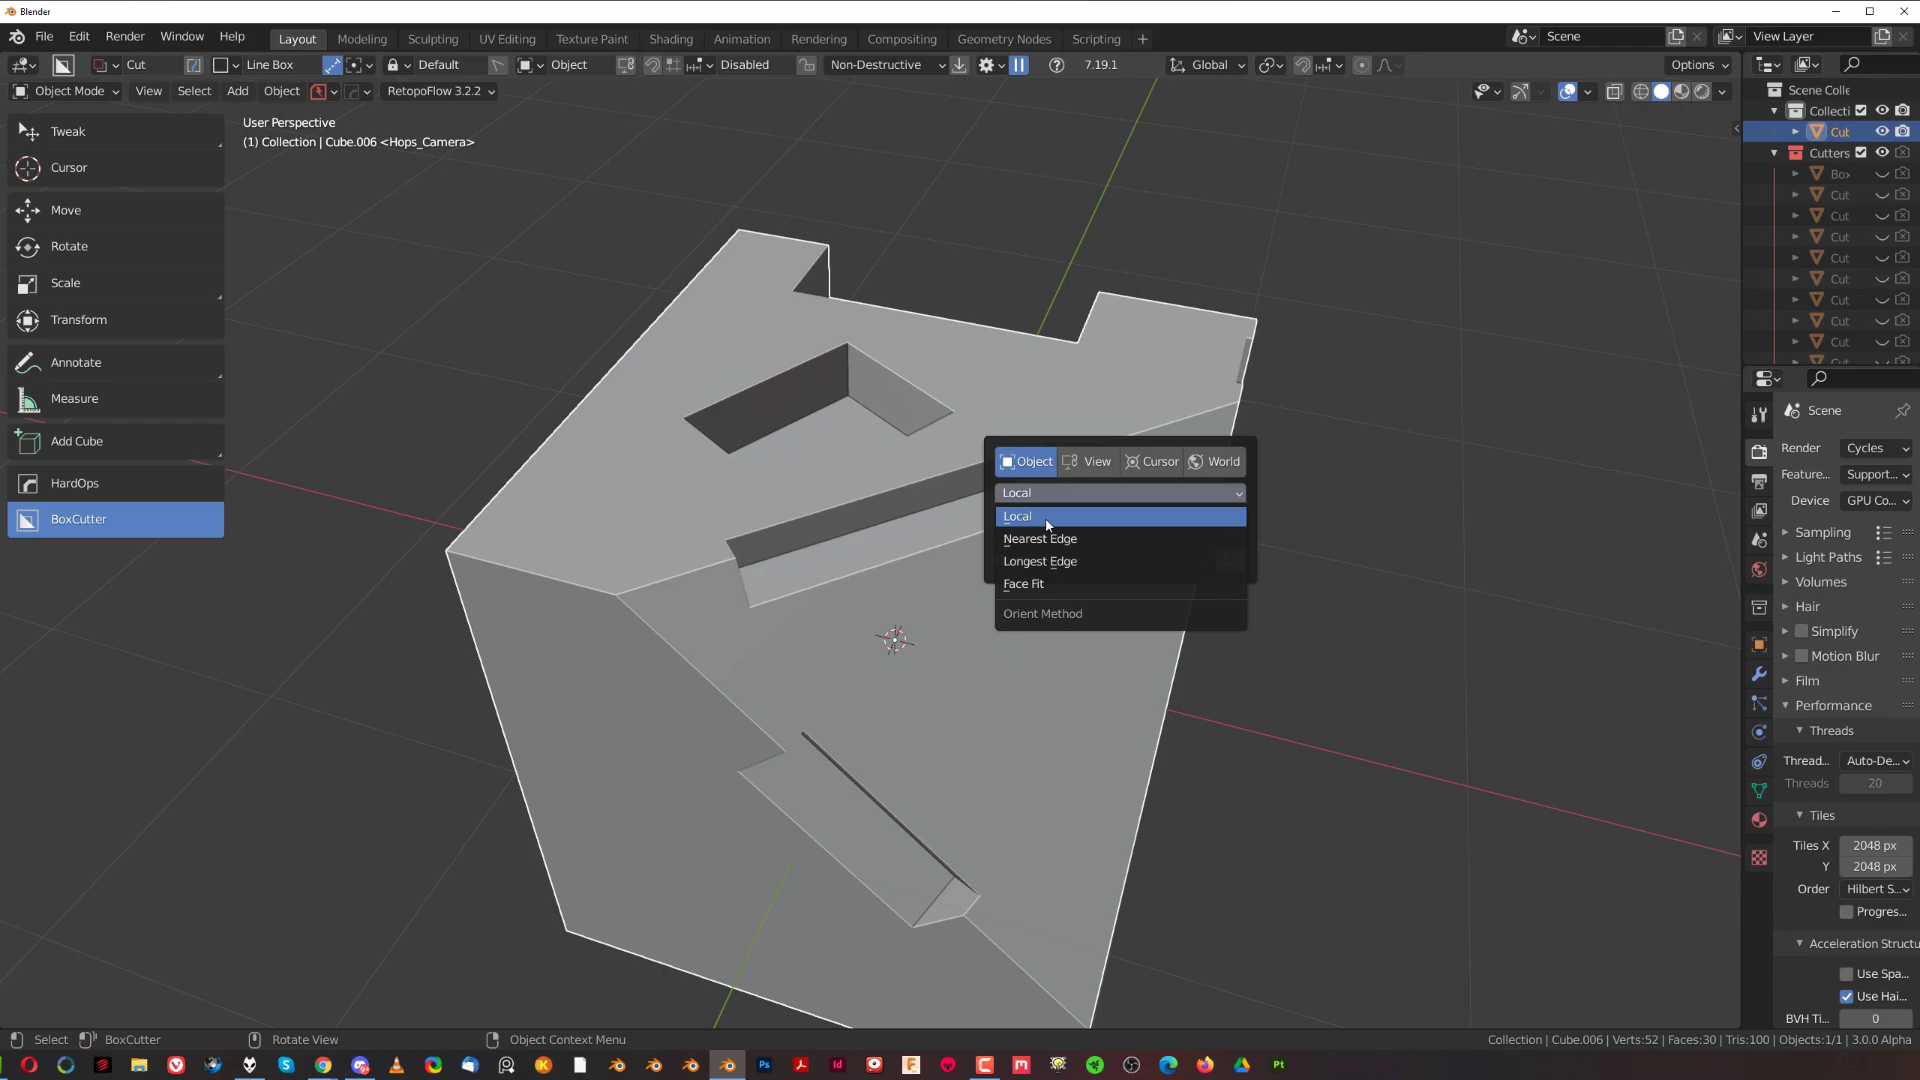 Blender
File Edit Render Window Help Layout Modeling Sculpting UV Editing Texture Paint Shading Animation Rendering Compositing Geometry Nodes Scripting + Scene View Layer
Cut Line Box Default Object Disabled Non-Destructive 7.19.1 Global Options
Object Mode View Select Add Object RetopoFlow 3.2.2
Scene Colle
Collecti
Cut
Cutters
Bo
Cut
Cut
Cut
Cut
Cut
Cut
Cut
Cut
Tweak
Cursor
Move
Rotate
Scale
Transform
Annotate
Measure
Add Cube
HardOps
BoxCutter
User Perspective
(1) Collection | Cube.006 <Hops_Camera>
Object View Cursor World
Local
Local
Nearest Edge
Longest Edge
Face Fit
Orient Method
Scene
Render Cycles
Feature... Support...
Device GPU Co...
Sampling
Light Paths
Volumes
Hair
Simplify
Motion Blur
Film
Performance
Threads
Thread... Auto-De...
Threads 20
Tiles
Tiles X 2048 px
Y 2048 px
Order Hilbert S...
Progres...
Acceleration Structu
Use Spa...
Use Hai...
BVH Ti... 0
Select BoxCutter Rotate View Object Context Menu Collection | Cube.006 | Verts:52 | Faces:30 | Tris:100 | Objects:1/1 | 3.0.0 Alpha
Ps Id F m Pt